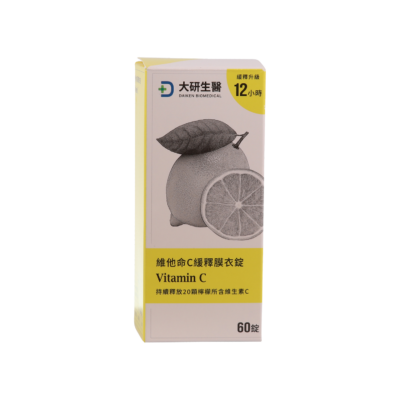 大研生醫
DAIKEN BIOMEDICAL
緩釋升級
12小時
維他命C緩釋膜衣錠
Vitamin C
持續釋放20顆檸檬所含維生素C
60錠